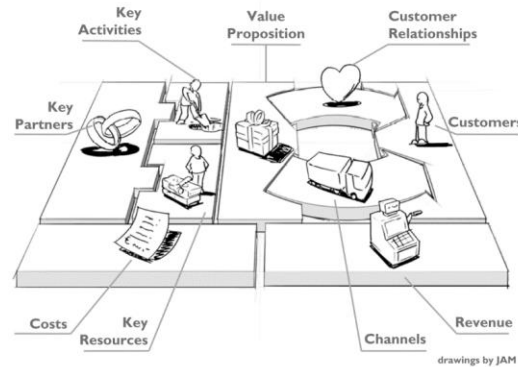 Key
Activities
Value
Proposition
Customer
Relationships
Key
Partners
Customers
Costs
Key
Resources
Channels
Revenue
drawings by JAM